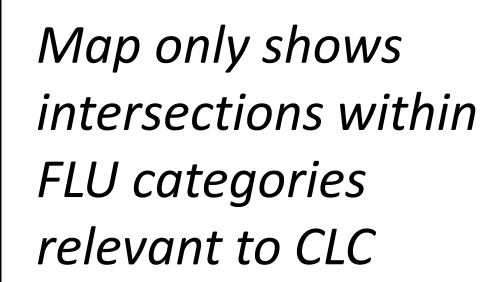 Map only shows
intersections within
FLU categories
relevant to CLC